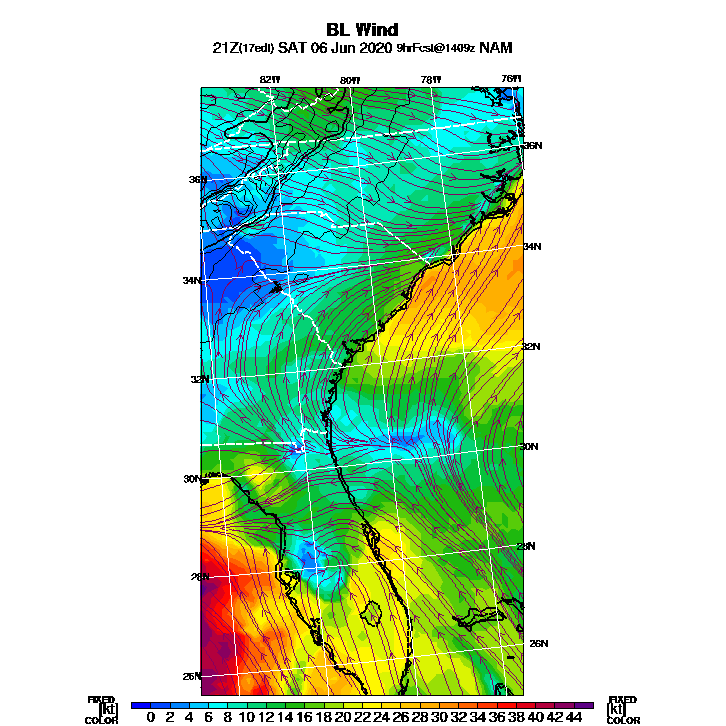 BL Wind
21Z(17edt) SAT 06 Jun 2020 9hrFcst@1409z NAM
82W 80W 78W 76W
36N
36N
34N
34N
32N
32N
30N
30N
28N
28N
26N
26N
FIXED FIXED
[kt] 0 2 4 6 8 10 12 14 16 18 20 22 24 26 28 30 32 34 36 38 40 42 44 [kt]
COLOR COLOR